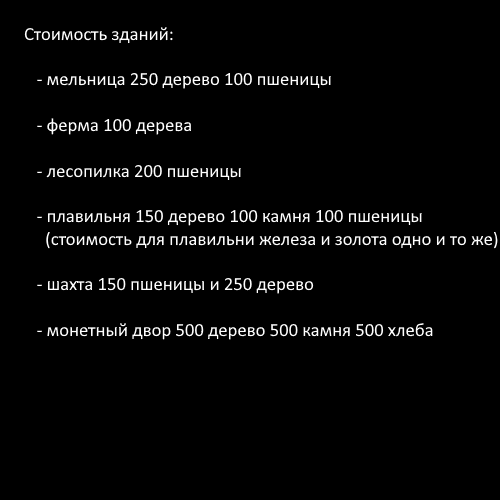 Стоимость зданий:
- мельница 250 дерево 100 пшеницы
- ферма 100 дерева
- лесопилка 200 пшеницы
- плавильня 150 дерево 100 камня 100 пшеницы
(стоимость для плавильни железа и золота одно и то же)
- шахта 150 пшеницы и 250 дерево
- монетный двор 500 дерево 500 камня 500 хлеба